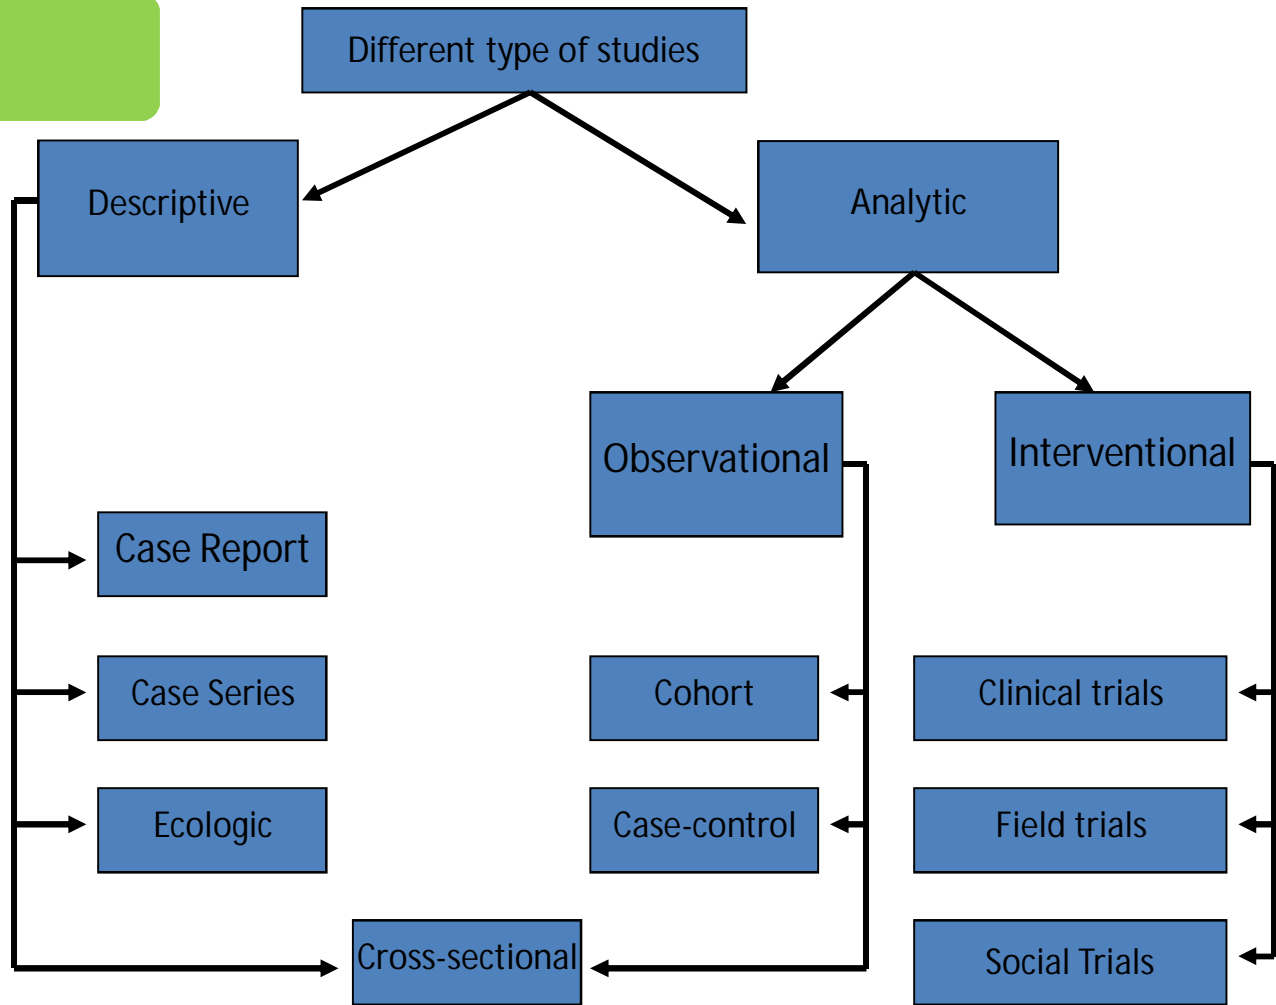 Different type of studies
Descriptive
Analytic
Observational
Interventional
Case Report
Case Series
Cohort
Clinical trials
Ecologic
Case-control
Field trials
Cross-sectional
Social Trials